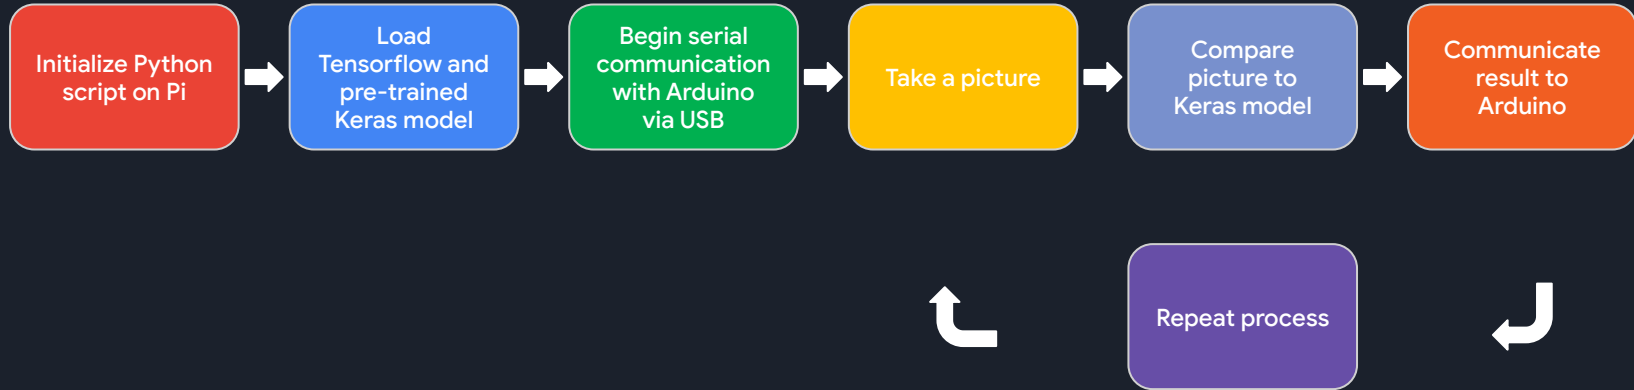 Initialize Python
script on Pi
Load
Tensorflow and
pre-trained
Keras model
Begin serial
communication
with Arduino
via USB
Take a picture
Compare
picture to
Keras model
Communicate
result to
Arduino
Repeat process